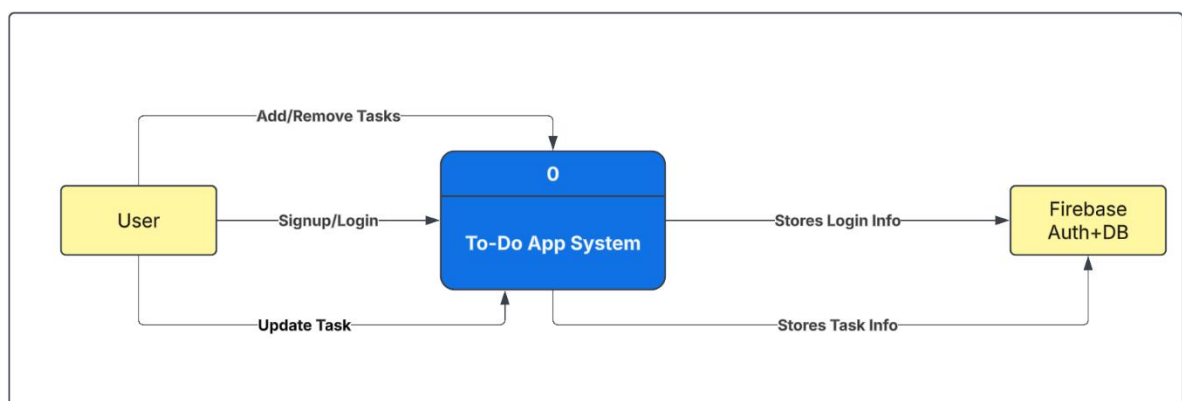 Add/Remove Tasks
0
User
Signup/Login
To-Do App System
Stores Login Info
Firebase
Auth+DB
Update Task
Stores Task Info